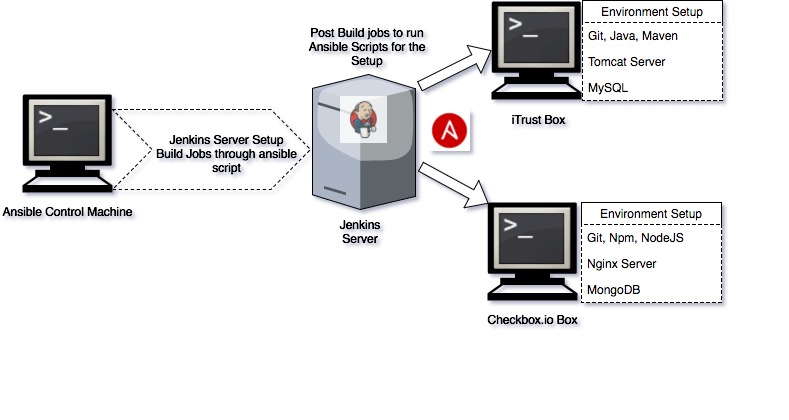 Post Build jobs to run
Ansible Scripts for the
Setup
Environment Setup
Git, Java, Maven
Tomcat Server
MySQL
>_
iTrust Box
>_
Jenkins Server Setup
Build Jobs through ansible
script
A
Ansible Control Machine
Jenkins
Server
>_
Environment Setup
Git, Npm, NodeJS
Nginx Server
MongoDB
Checkbox.io Box